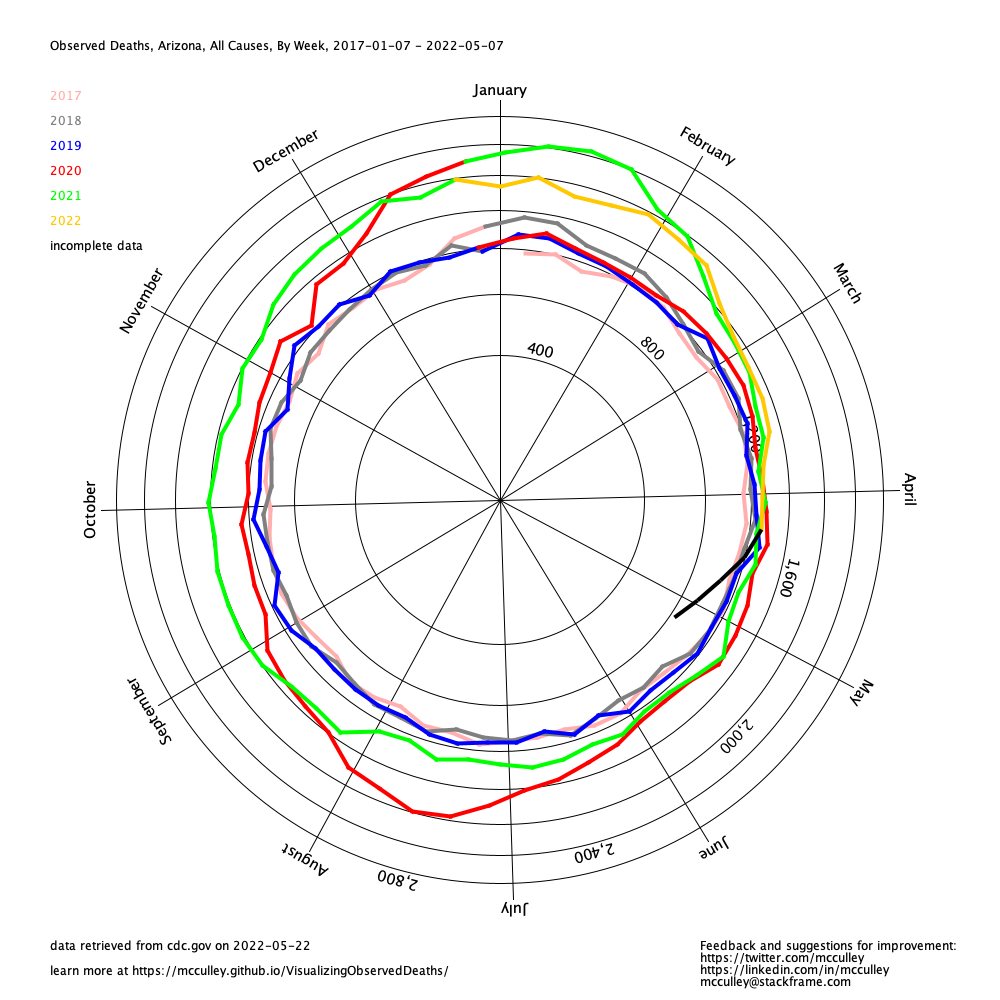 Observed Deaths, Arizona, All Causes, By Week, 2017-01-07 - 2022-05-07
January
2017
2018
2019
2020
2021
2022
incomplete data
December
February
November
March
400
800
October
April
1,600
September
May
2,000
August
June
2,400
2,800
July
data retrieved from cdc.gov on 2022-05-22
learn more at https://mcculley.github.io/VisualizingObservedDeaths/
Feedback and suggestions for improvement:
https://twitter.com/mcculley
https://linkedin.com/in/mcculley
mcculley@stackframe.com